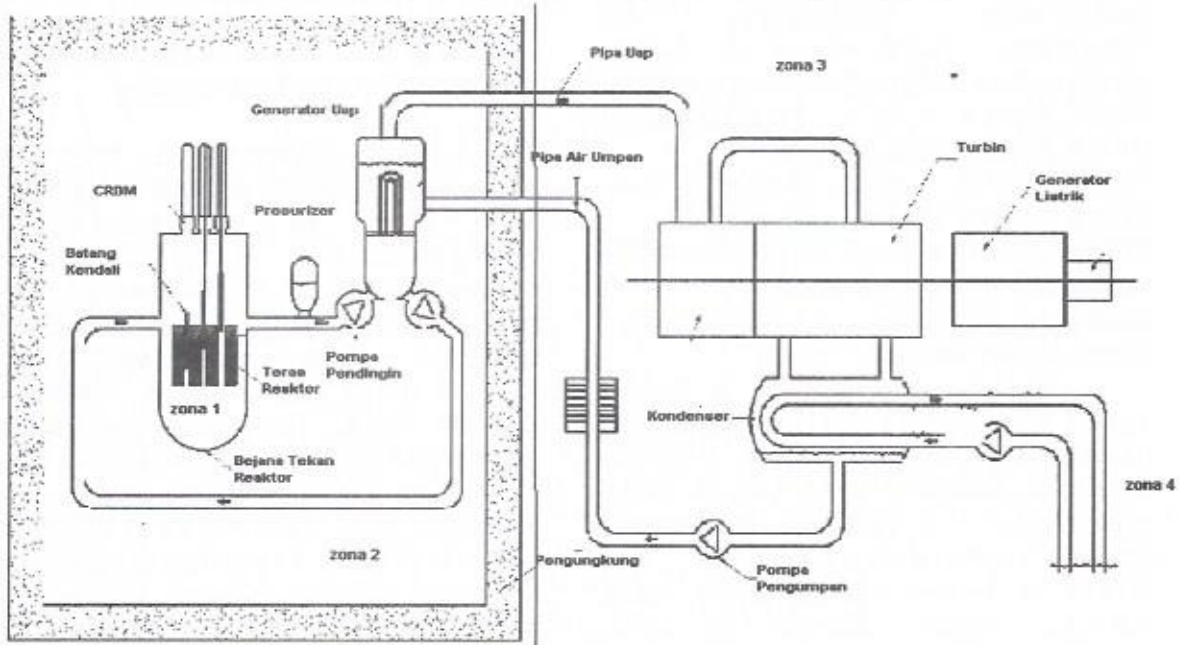 zona 3
Pipa Uap
Generator Uap
Turbin
Pipa Air Umpan
Generator
Listrik
CRDM
Presurizer
Batang
Kendali
Pompa
Pendingin
Teras
Reaktor
zona 1
Kondenser
Bejana Tekan
Reaktor
zona 4
zona 2
Pengungkung
Pompa
Pengumpan